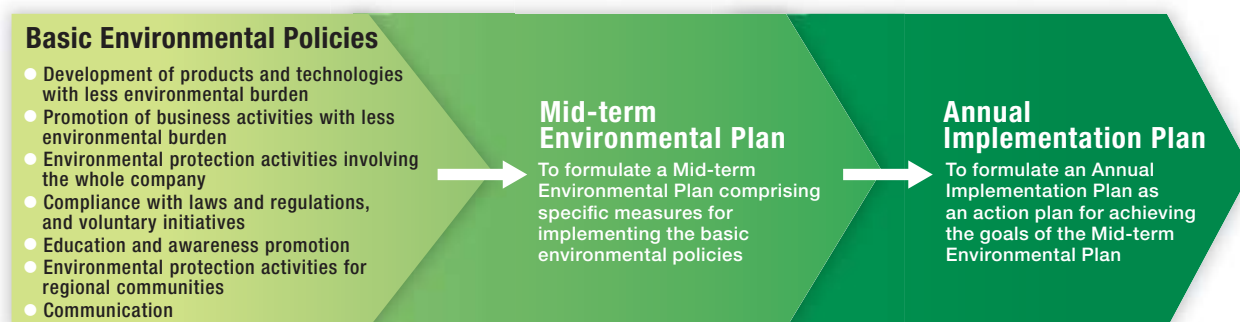 Basic Environmental Policies
Development of products and technologies
with less environmental burden
Promotion of business activities with less
environmental burden
Environmental protection activities involving
the whole company
Compliance with laws and regulations,
and voluntary initiatives
Education and awareness promotion
Environmental protection activities for
regional communities
Communication
Mid-term
Environmental Plan
To formulate a Mid-term
Environmental Plan comprising
specific measures for
implementing the basic
environmental policies
Annual
Implementation Plan
To formulate an Annual
Implementation Plan as
an action plan for achieving
the goals of the Mid-term
Environmental Plan